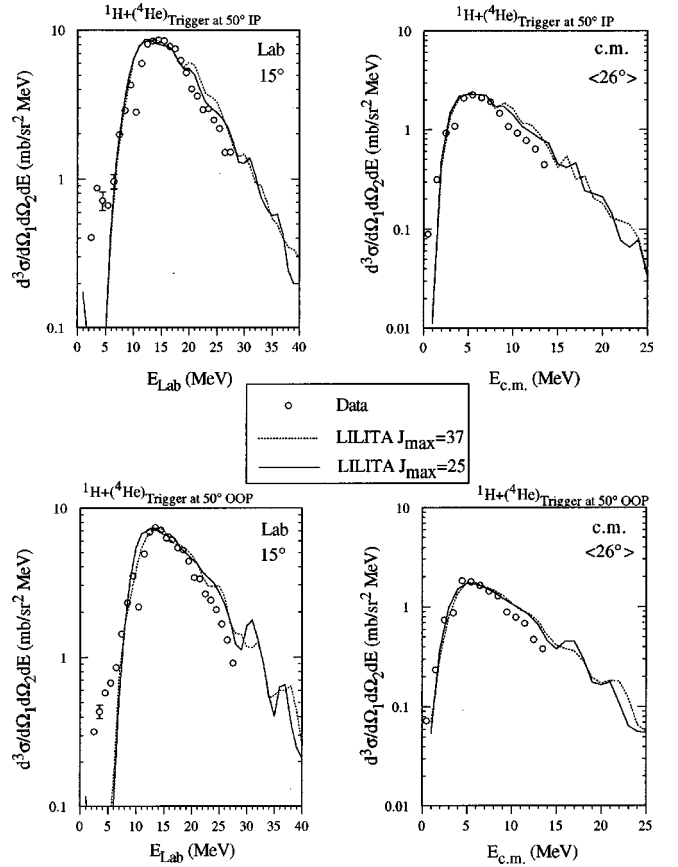 ¹H+(⁴He)Trigger at 50° IP
Lab
15°
d³σ/dΩ₁dΩ₂dE (mb/sr² MeV)
10
1
0.1
0 5 10 15 20 25 30 35 40
E_Lab (MeV)
¹H+(⁴He)Trigger at 50° IP
c.m.
<26°>
d³σ/dΩ₁dΩ₂dE (mb/sr² MeV)
10
1
0.1
0.01
0 5 10 15 20 25
E_c.m. (MeV)
Data
LILITA J_max=37
LILITA J_max=25
¹H+(⁴He)Trigger at 50° OOP
Lab
15°
d³σ/dΩ₁dΩ₂dE (mb/sr² MeV)
10
1
0.1
0 5 10 15 20 25 30 35 40
E_Lab (MeV)
¹H+(⁴He)Trigger at 50° OOP
c.m.
<26°>
d³σ/dΩ₁dΩ₂dE (mb/sr² MeV)
10
1
0.1
0.01
0 5 10 15 20 25
E_c.m. (MeV)